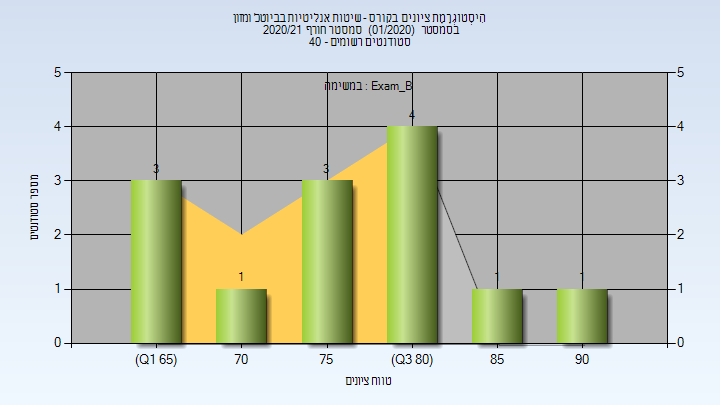 היסטוגרמת ציונים בקורס - שיטות אנליטיות בביוטכ' ומזון
בסמסטר (01/2020) סמסטר חורף 2020/21
סטודנטים רשומים - 40
במשימה : Exam_B
מספר סטודנטים
5 5
4 4
3 3
2 2
1 1
0 0
3 1 3 4 1 1
(Q1 65) 70 75 (Q3 80) 85 90
טווח ציונים